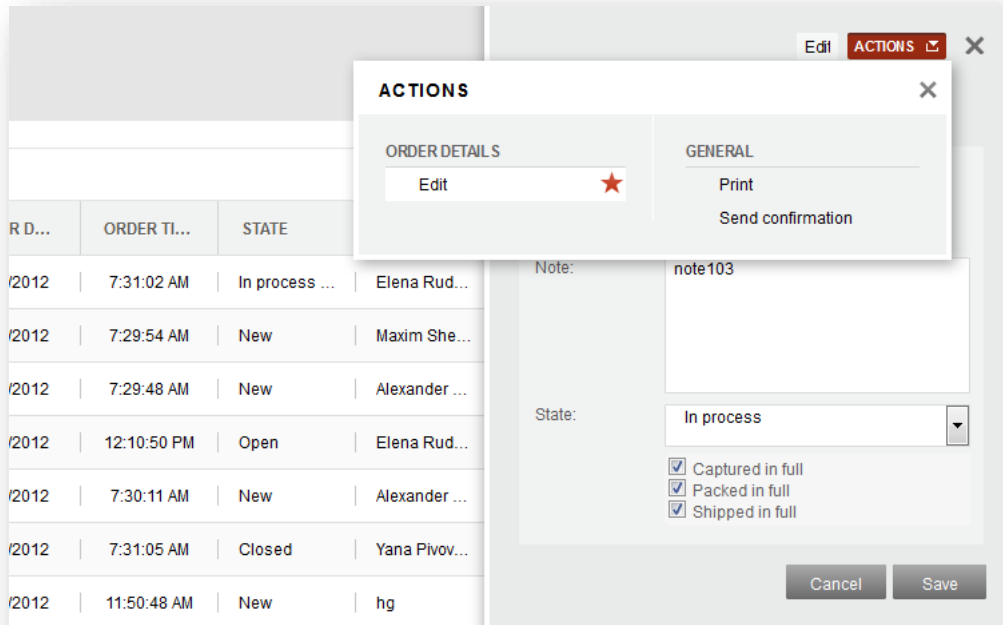 Edit ACTIONS
ACTIONS
ORDER DETAILS GENERAL
Edit Print
Send confirmation
R D... ORDER TI... STATE
/2012 7:31:02 AM In process ... Elena Rud...
/2012 7:29:54 AM New Maxim She...
/2012 7:29:48 AM New Alexander ...
/2012 12:10:50 PM Open Elena Rud...
/2012 7:30:11 AM New Alexander ...
/2012 7:31:05 AM Closed Yana Pivov...
/2012 11:50:48 AM New hg
Note: note103
State: In process
Captured in full
Packed in full
Shipped in full
Cancel Save